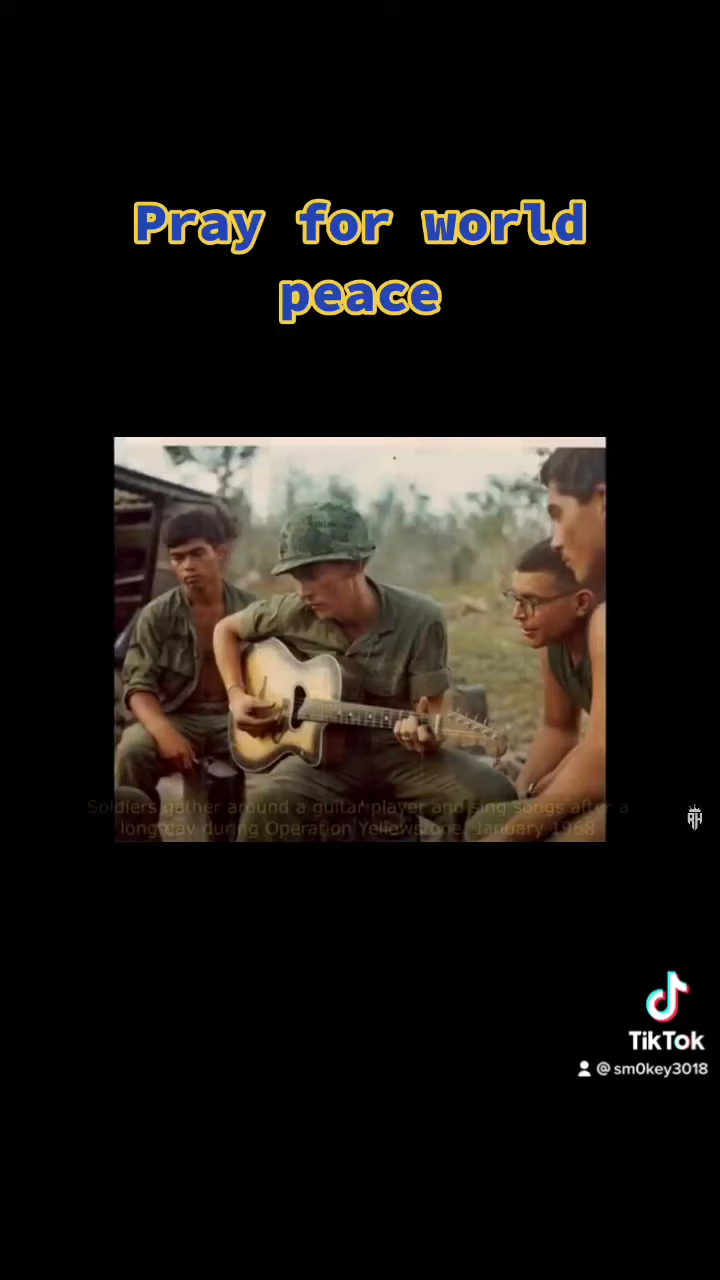 Pray for world
peace
Soldiers gather around a guitar player and sing songs after a
long day during Operation Yellowstone, January 1968
RH
TikTok
@ sm0key3018